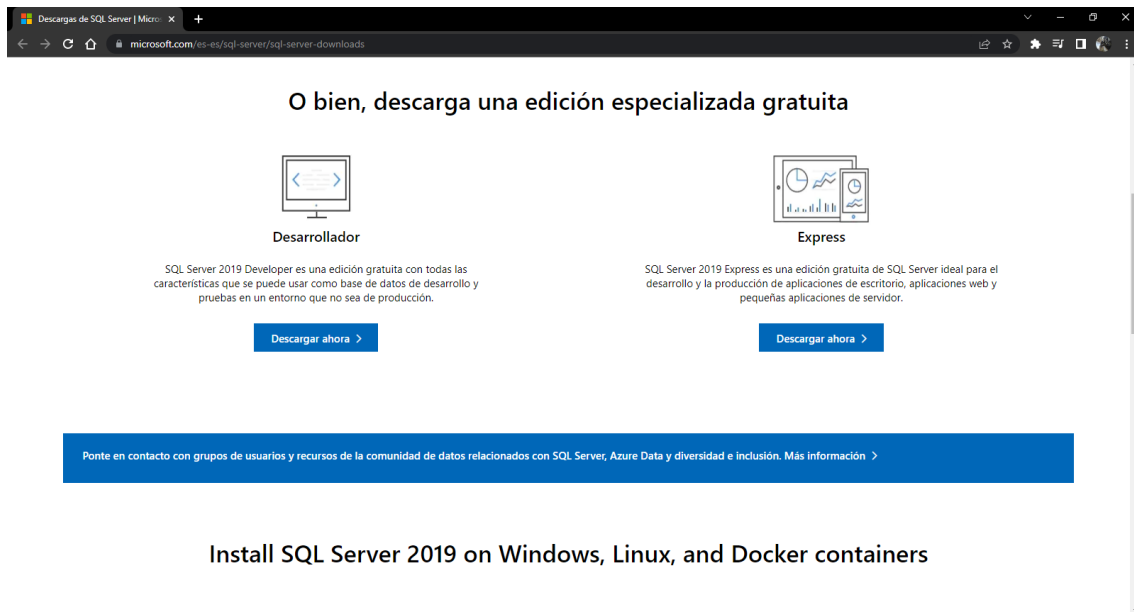 Descargas de SQL Server | Micros
microsoft.com/es-es/sql-server/sql-server-downloads
O bien, descarga una edición especializada gratuita
Desarrollador
SQL Server 2019 Developer es una edición gratuita con todas las
características que se puede usar como base de datos de desarrollo y
pruebas en un entorno que no sea de producción.
Descargar ahora
Express
SQL Server 2019 Express es una edición gratuita de SQL Server ideal para el
desarrollo y la producción de aplicaciones de escritorio, aplicaciones web y
pequeñas aplicaciones de servidor.
Descargar ahora
Ponte en contacto con grupos de usuarios y recursos de la comunidad de datos relacionados con SQL Server, Azure Data y diversidad e inclusión. Más información
Install SQL Server 2019 on Windows, Linux, and Docker containers